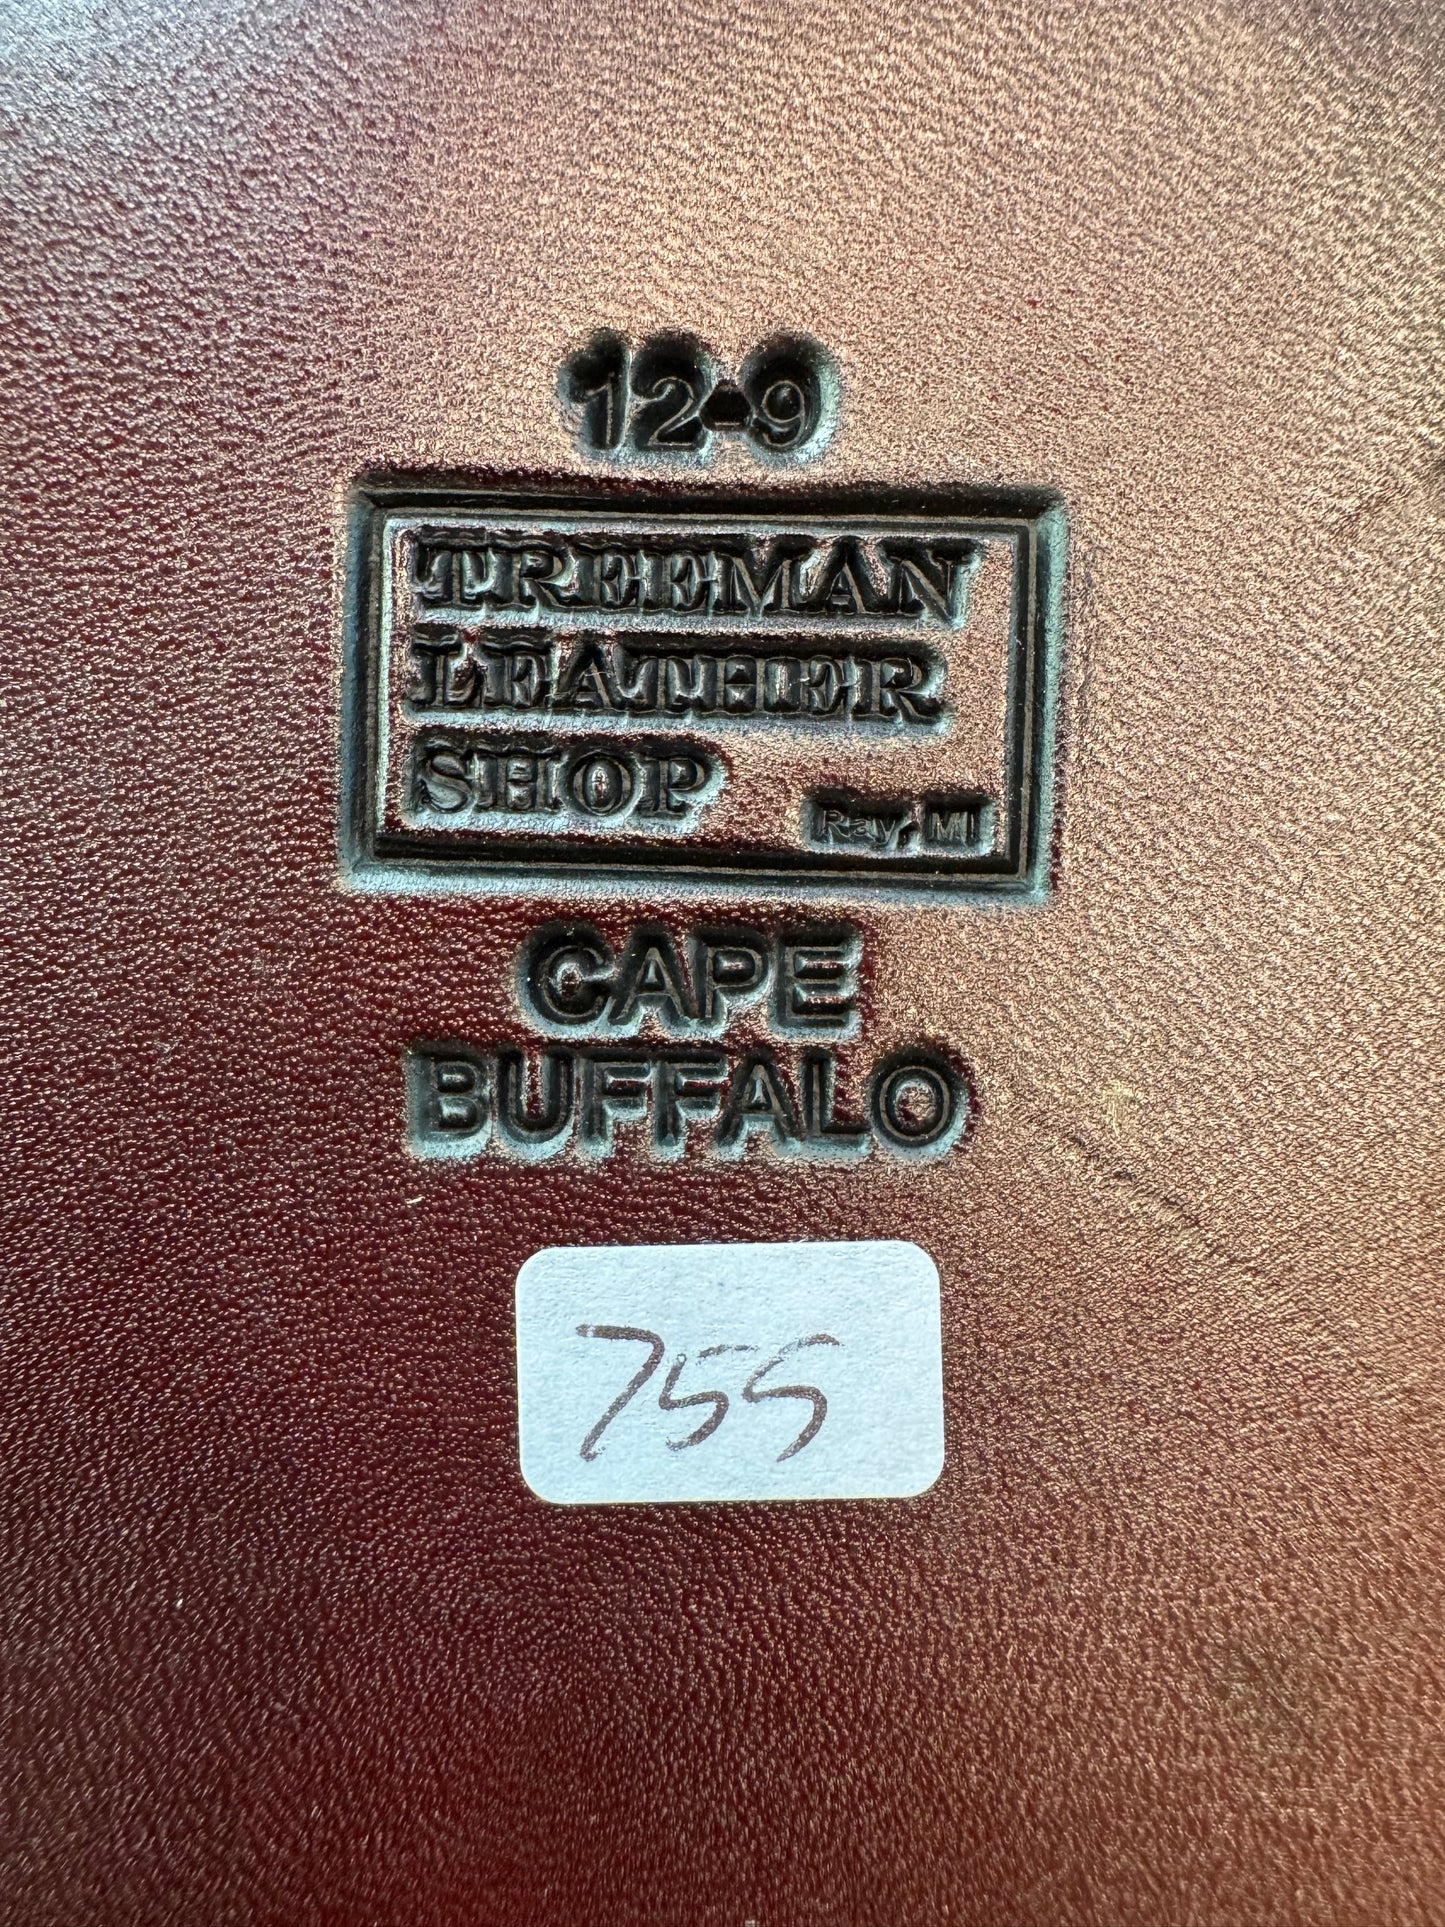 12-9
TREEMAN
LEATHER
SHOP
Ray, MI
CAPE
BUFFALO
755